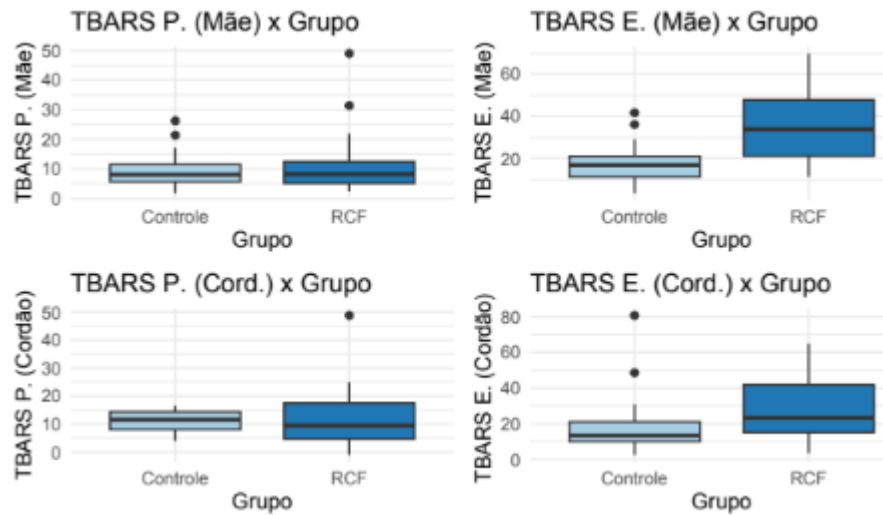 TBARS P. (Mãe) x Grupo
TBARS P. (Mãe)
50
40
30
20
10
0
Controle
RCF
Grupo
TBARS E. (Mãe) x Grupo
TBARS E. (Mãe)
60
40
20
Controle
RCF
Grupo
TBARS P. (Cord.) x Grupo
TBARS P. (Cordão)
50
40
30
20
10
0
Controle
RCF
Grupo
TBARS E. (Cord.) x Grupo
TBARS E. (Cordão)
80
60
40
20
0
Controle
RCF
Grupo